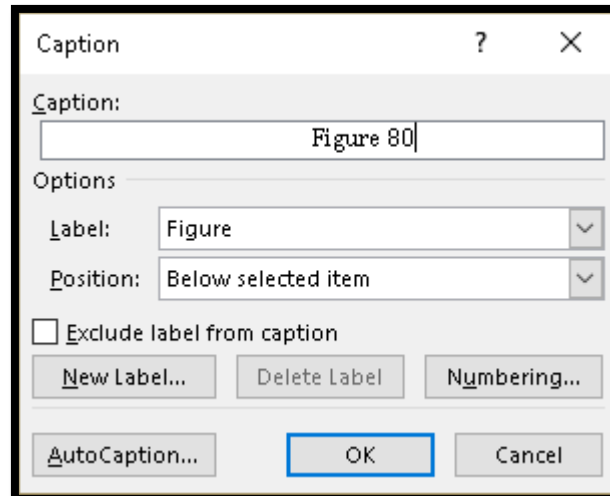 Caption ? ×
Caption:
Figure 80
Options
Label: Figure
Position: Below selected item
Exclude label from caption
New Label... Delete Label Numbering...
AutoCaption... OK Cancel